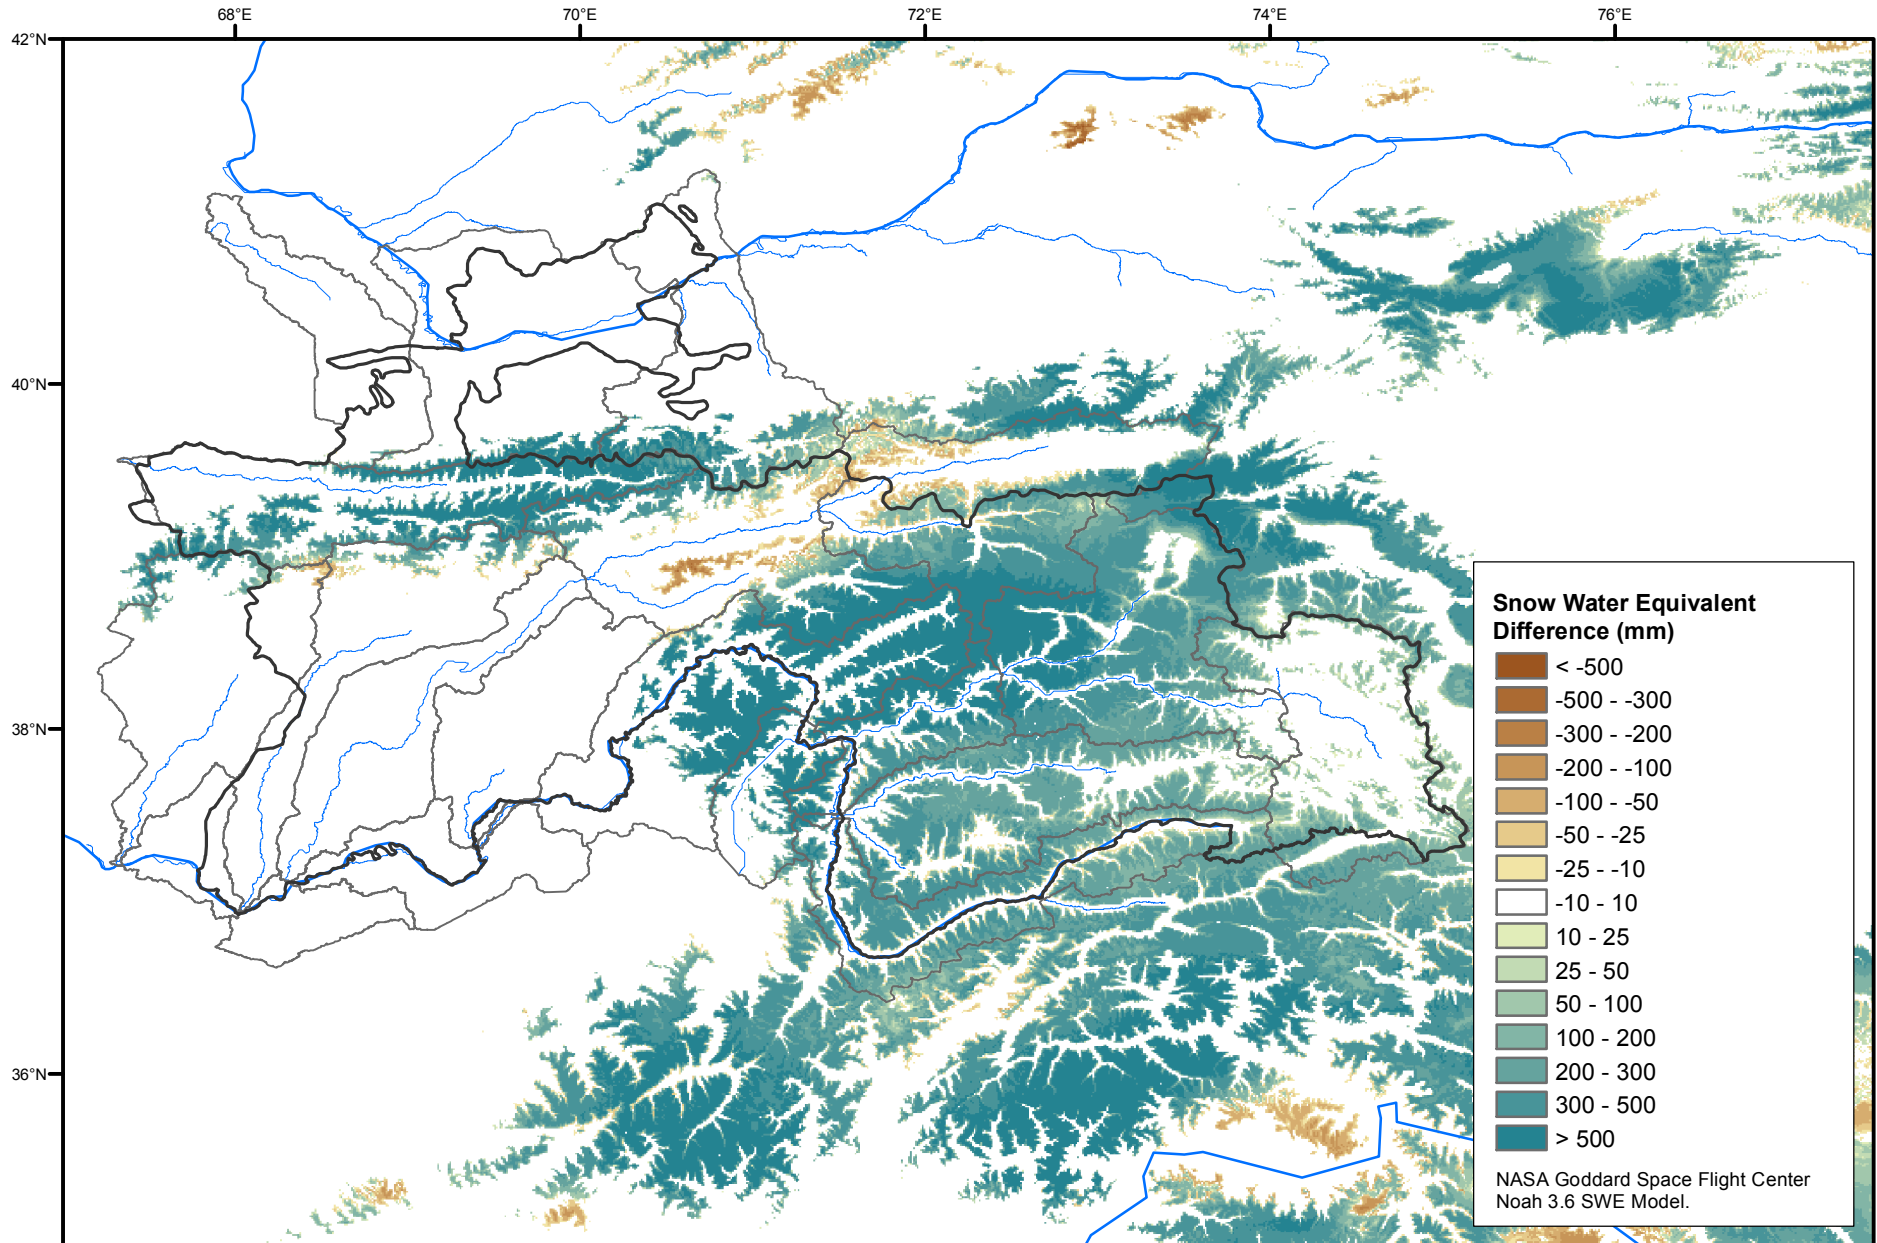 68°E 70°E 72°E 74°E 76°E
42°N
40°N
38°N
36°N
Snow Water Equivalent
Difference (mm)
< -500
-500 - -300
-300 - -200
-200 - -100
-100 - -50
-50 - -25
-25 - -10
-10 - 10
10 - 25
25 - 50
50 - 100
100 - 200
200 - 300
300 - 500
> 500
NASA Goddard Space Flight Center
Noah 3.6 SWE Model.